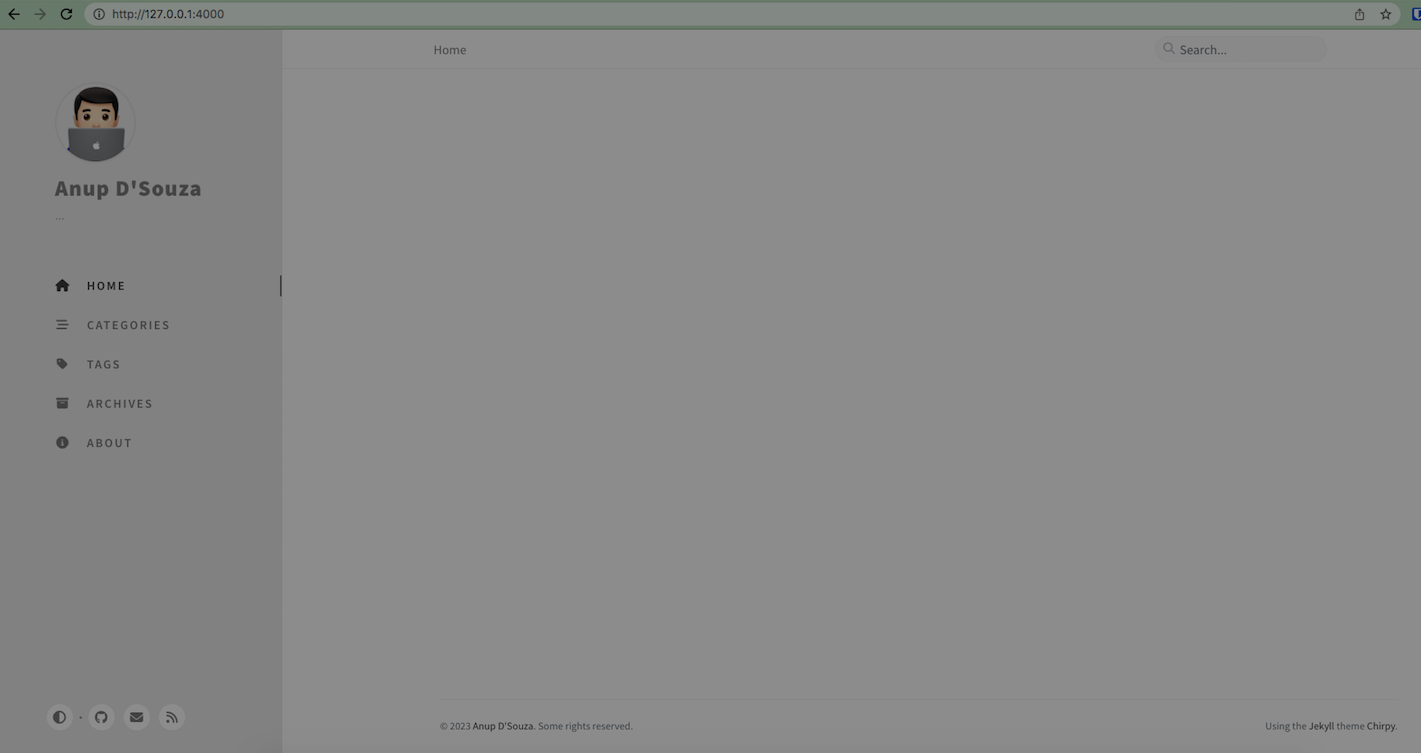 http://127.0.0.1:4000
Home
Search...
Anup D'Souza
...
HOME
CATEGORIES
TAGS
ARCHIVES
ABOUT
© 2023 Anup D'Souza. Some rights reserved.
Using the Jekyll theme Chirpy.